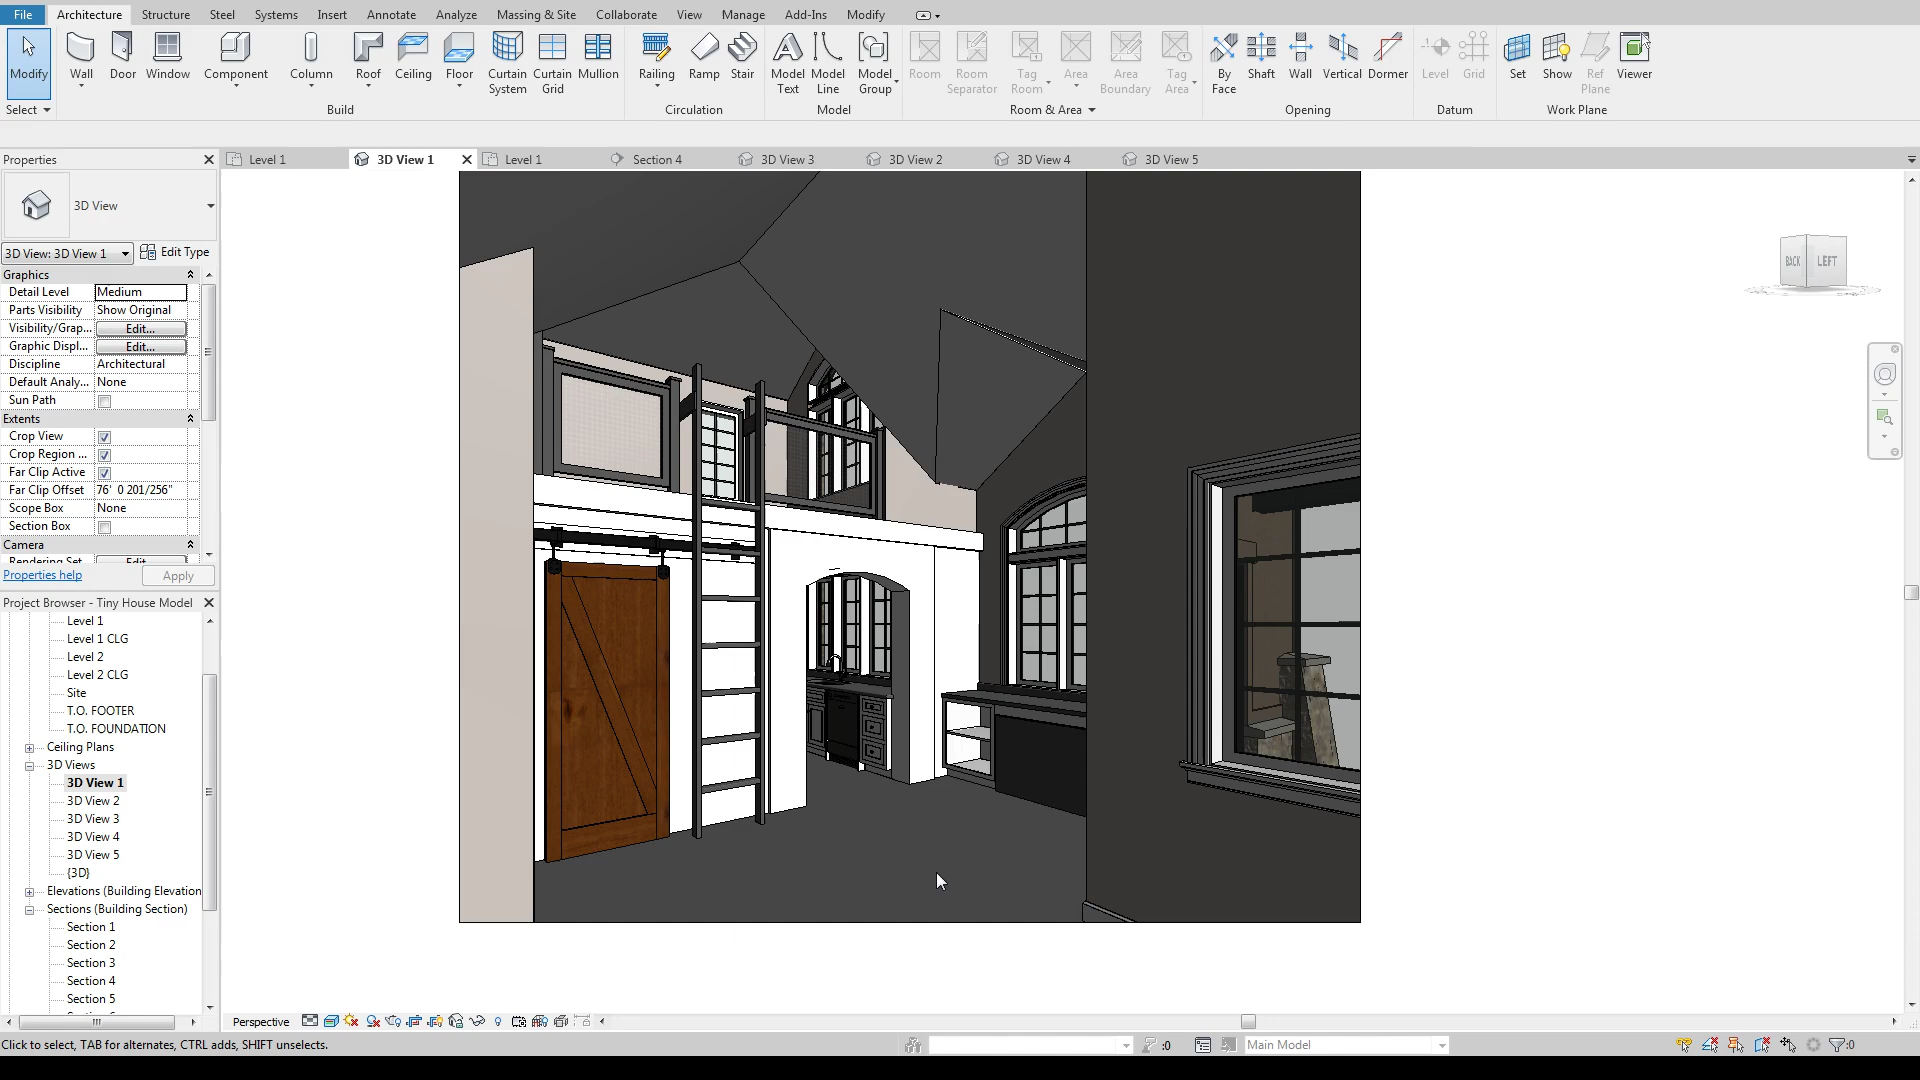 File Architecture Structure Steel Systems Insert Annotate Analyze Massing & Site Collaborate View Manage Add-Ins Modify
Modify Wall Door Window Component Column Roof Ceiling Floor Curtain System Curtain Grid Mullion Railing Ramp Stair Model Text Model Line Model Group Room Room Separator Tag Room Area Area Boundary Tag Area By Face Shaft Wall Vertical Dormer Level Grid Set Show Ref Plane Viewer
Select Build Circulation Model Room & Area Opening Datum Work Plane
Properties
Level 1 3D View 1 Level 1 Section 4 3D View 3 3D View 2 3D View 4 3D View 5
3D View
3D View: 3D View 1 Edit Type
BACK LEFT
Graphics
Detail Level Medium
Parts Visibility Show Original
Visibility/Grap... Edit...
Graphic Displ... Edit...
Discipline Architectural
Default Analy... None
Sun Path
Extents
Crop View
Crop Region ...
Far Clip Active
Far Clip Offset 76' 0 201/256"
Scope Box None
Section Box
Camera
Rendering Set Edit
Properties help Apply
Project Browser - Tiny House Model
Level 1
Level 1 CLG
Level 2
Level 2 CLG
Site
T.O. FOOTER
T.O. FOUNDATION
Ceiling Plans
3D Views
3D View 1
3D View 2
3D View 3
3D View 4
3D View 5
{3D}
Elevations (Building Elevation
Sections (Building Section)
Section 1
Section 2
Section 3
Section 4
Section 5
Perspective
Click to select, TAB for alternates, CTRL adds, SHIFT unselects.
:0
Main Model
:0